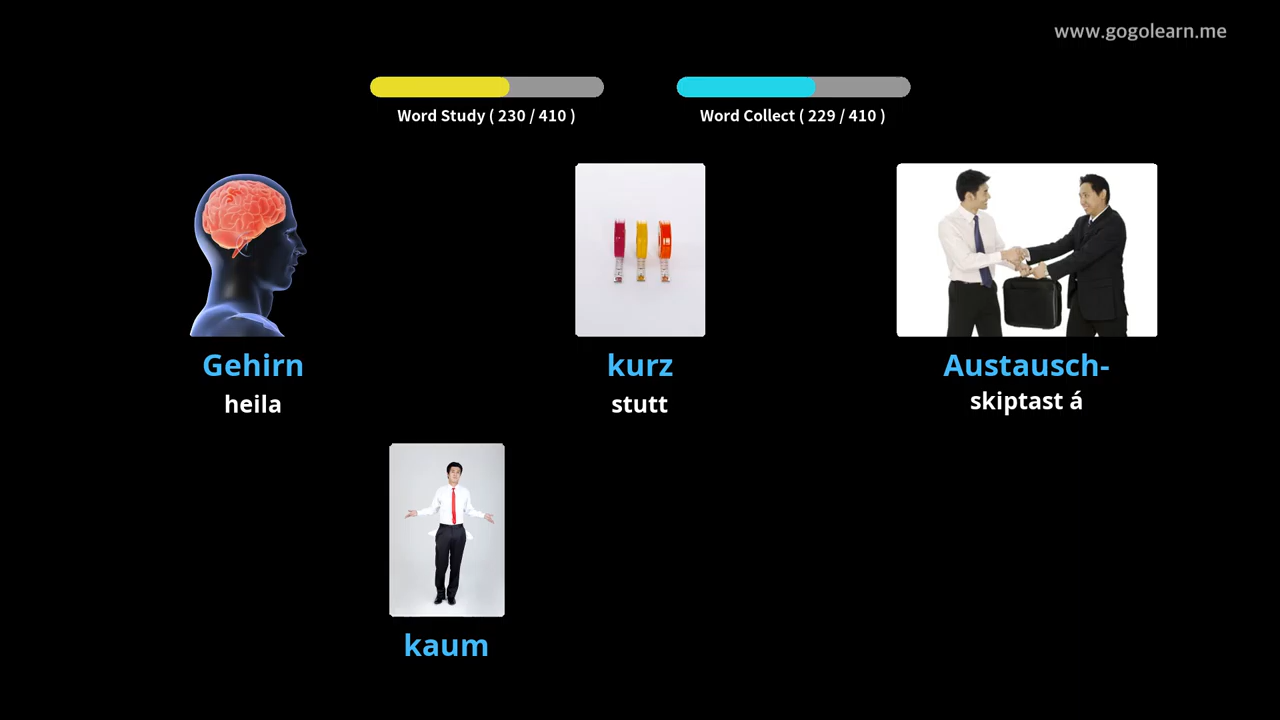 www.gogolearn.me
Word Study ( 230 / 410 )
Word Collect ( 229 / 410 )
Gehirn
heila
kurz
stutt
Austausch-
skiptast á
kaum